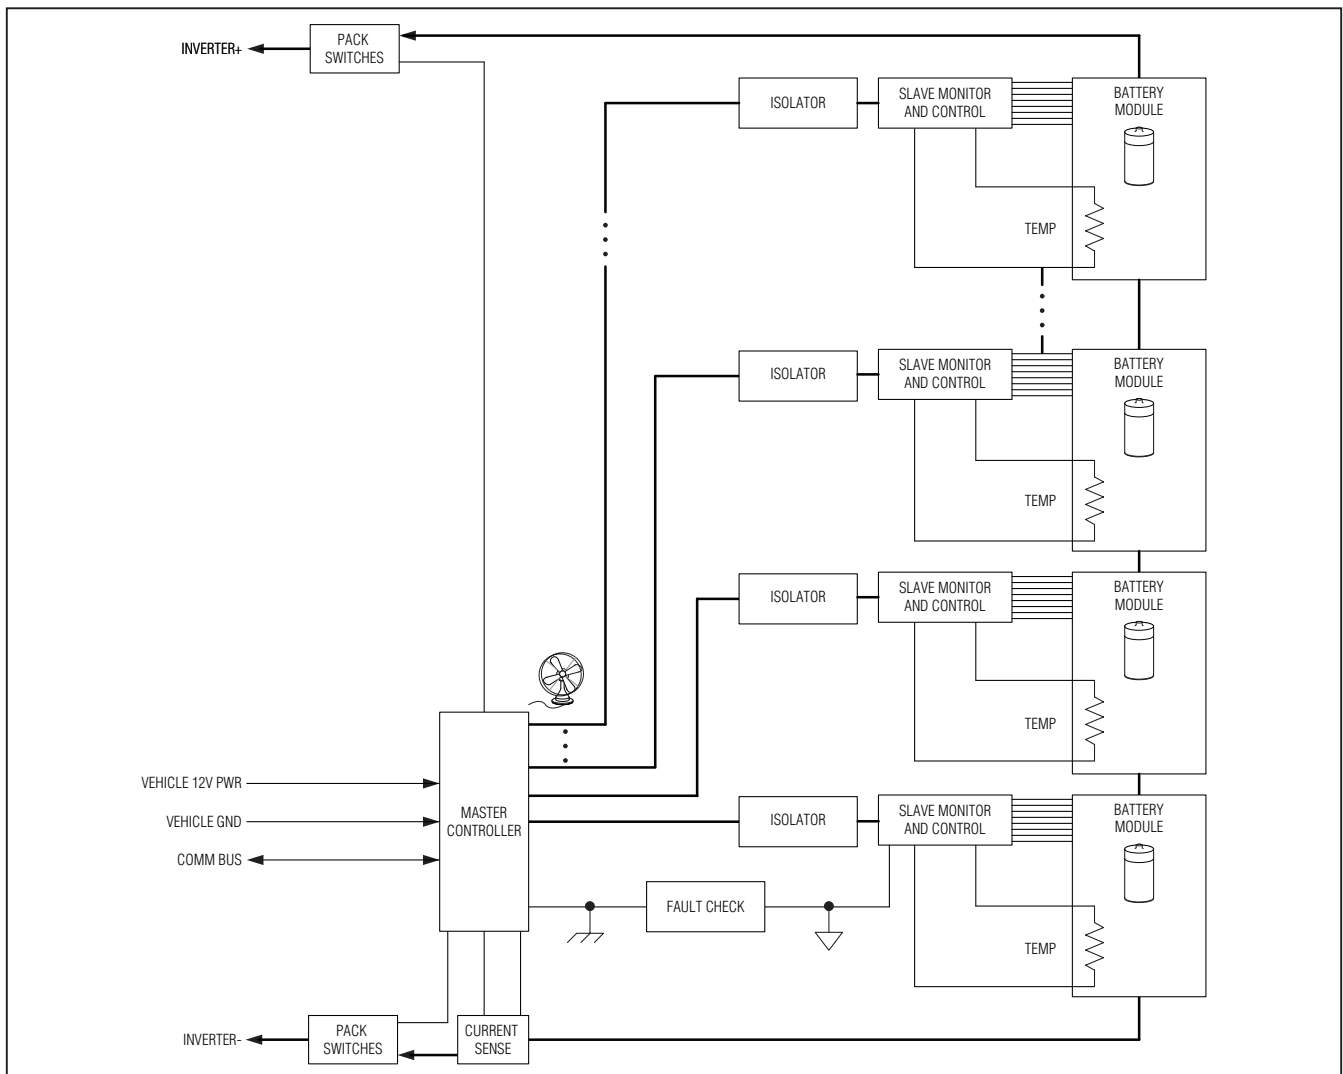 INVERTER+
PACK
SWITCHES
ISOLATOR
SLAVE MONITOR
AND CONTROL
BATTERY
MODULE
TEMP
ISOLATOR
SLAVE MONITOR
AND CONTROL
BATTERY
MODULE
TEMP
ISOLATOR
SLAVE MONITOR
AND CONTROL
BATTERY
MODULE
TEMP
VEHICLE 12V PWR
VEHICLE GND
COMM BUS
MASTER
CONTROLLER
ISOLATOR
SLAVE MONITOR
AND CONTROL
BATTERY
MODULE
FAULT CHECK
TEMP
INVERTER-
PACK
SWITCHES
CURRENT
SENSE